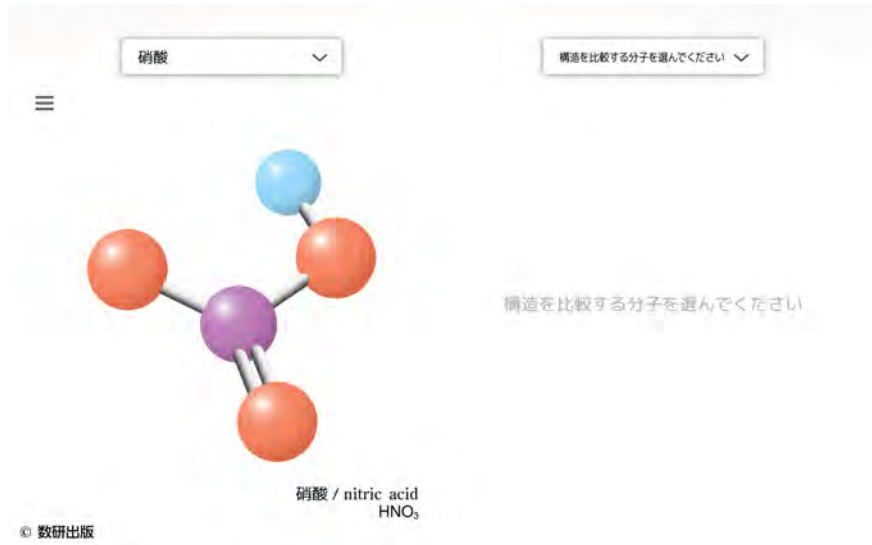 硝酸
構造を比較する分子を選んでください
構造を比較する分子を選んでください
硝酸 / nitric acid
HNO₃
© 数研出版